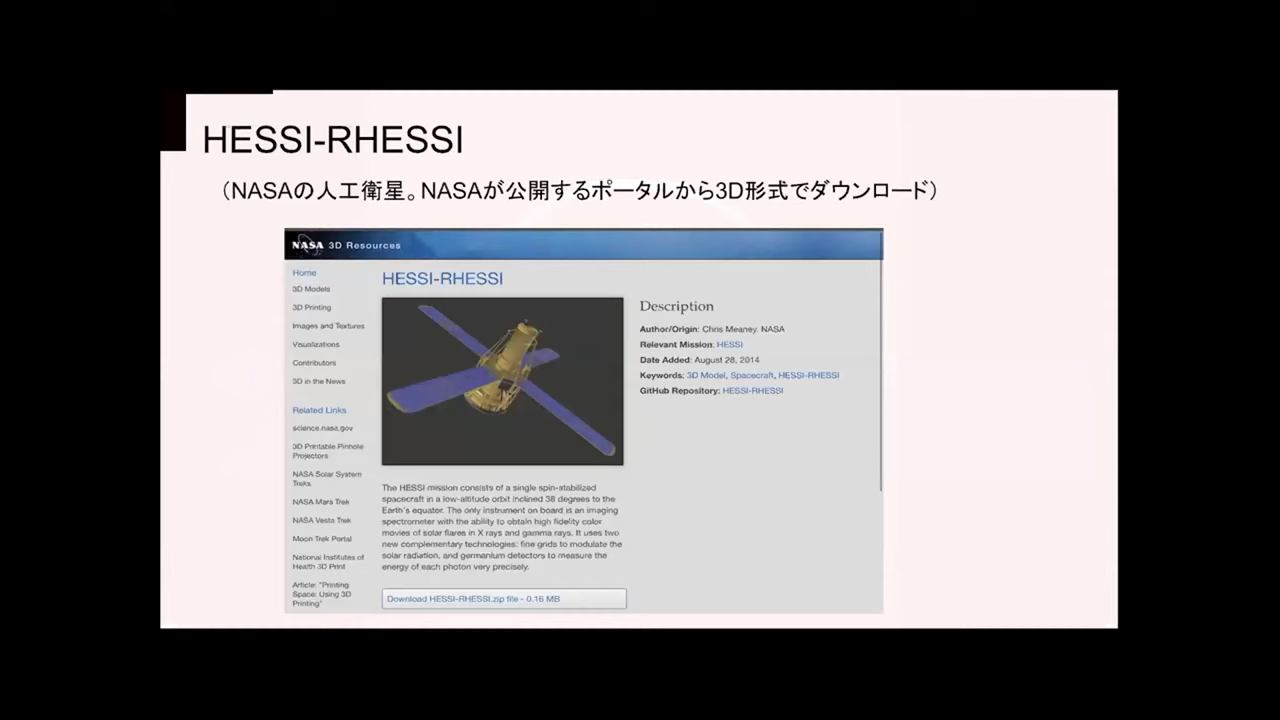 HESSI-RHESSI
（NASAの人工衛星。NASAが公開するポータルから3D形式でダウンロード）
NASA 3D Resources
Home
3D Models
3D Printing
Images and Textures
Visualizations
Contributors
3D in the News
Related Links
science.nasa.gov
3D Printable Pinhole
Projectors
NASA Solar System
Treks
NASA Mars Trek
NASA Vesta Trek
Moon Trek Portal
National Institutes of
Health 3D Print
Article: "Printing
Space: Using 3D
Printing"
HESSI-RHESSI
The HESSI mission consists of a single spin-stabilized
spacecraft in a low-altitude orbit inclined 38 degrees to the
Earth's equator. The only instrument on board is an imaging
spectrometer with the ability to obtain high fidelity color
movies of solar flares in X rays and gamma rays. It uses two
new complementary technologies: fine grids to modulate the
solar radiation, and germanium detectors to measure the
energy of each photon very precisely.
Download HESSI-RHESSI.zip file - 0.16 MB
Description
Author/Origin: Chris Meaney. NASA
Relevant Mission: HESSI
Date Added: August 28, 2014
Keywords: 3D Model, Spacecraft, HESSI-RHESSI
GitHub Repository: HESSI-RHESSI